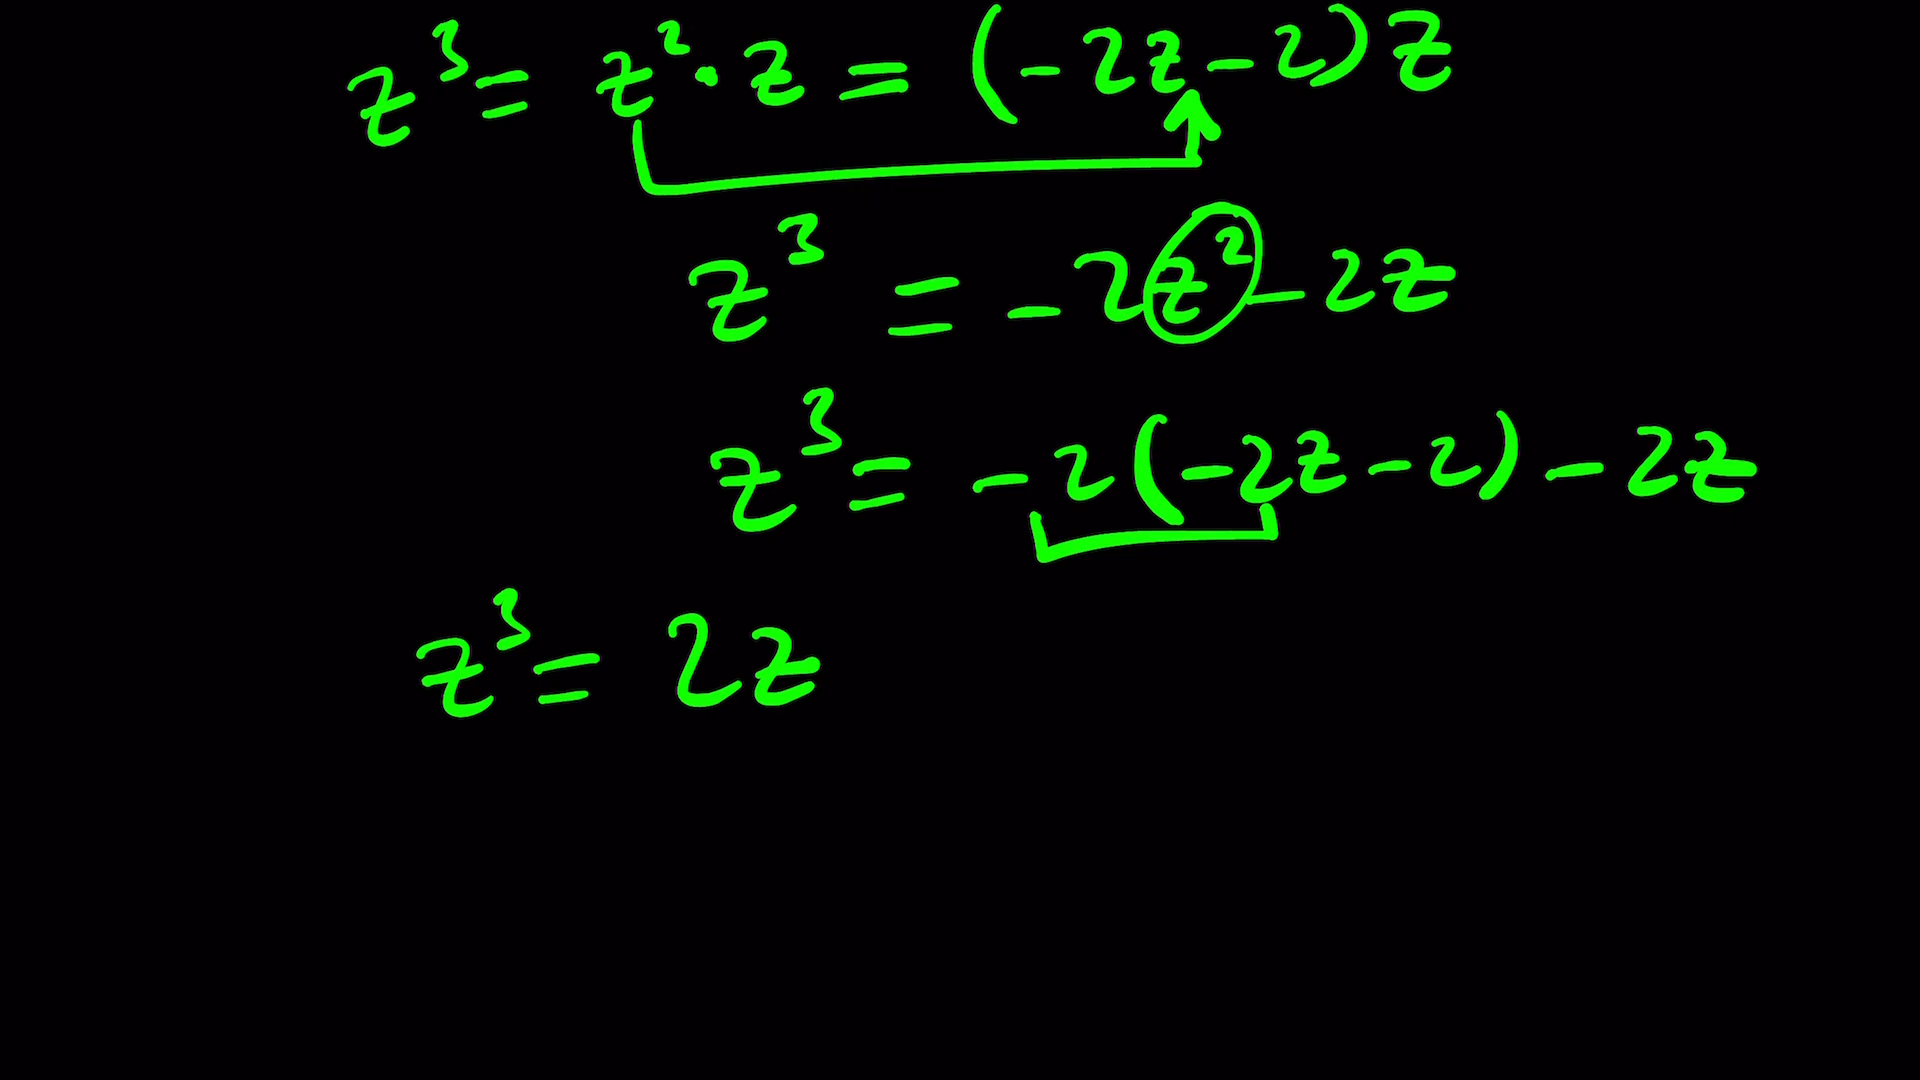 z³ = z² · z = (-2z-2)z
z³ = -2z² - 2z
z³ = -2(-2z-2) - 2z
z³ = 2z